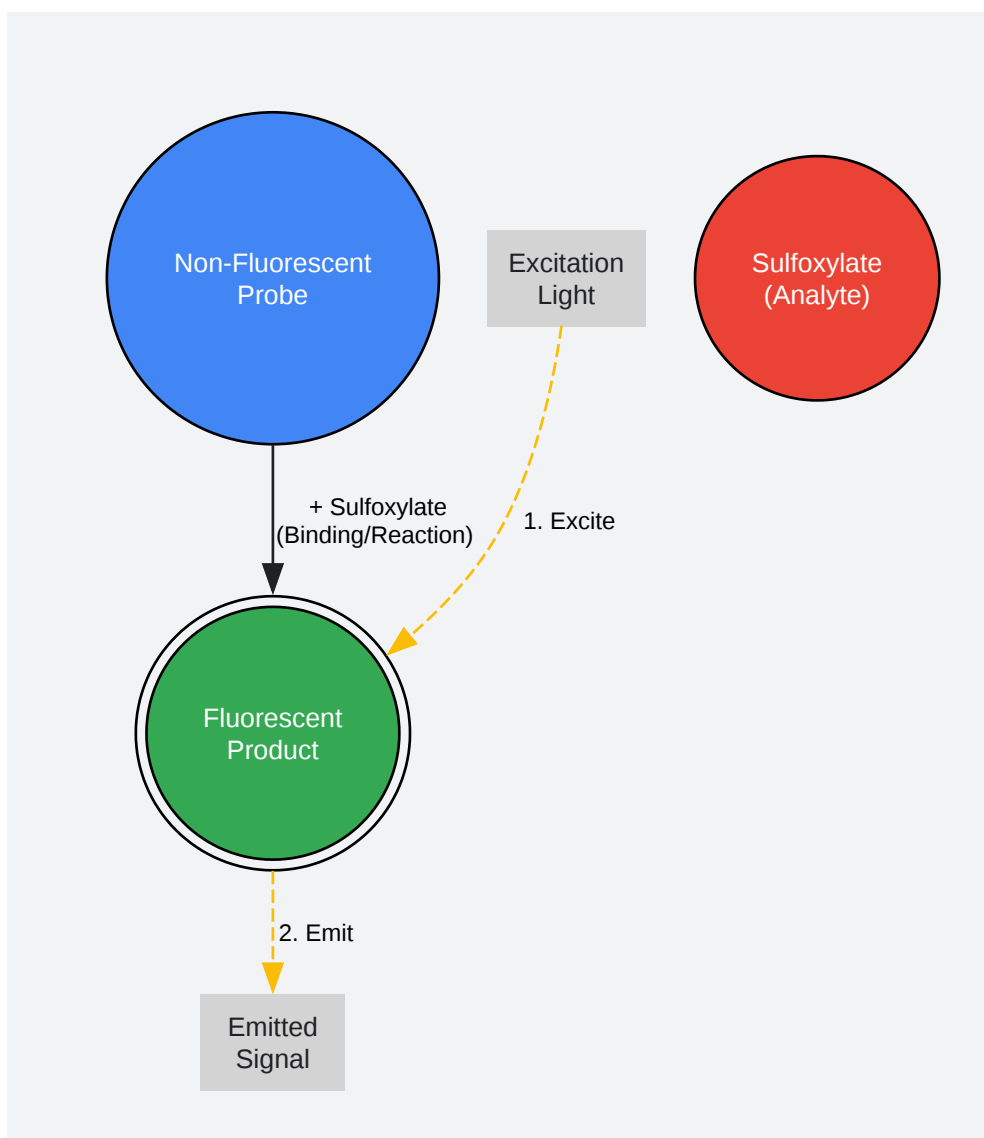 Non-Fluorescent
Probe
Excitation
Light
Sulfoxylate
(Analyte)
+ Sulfoxylate
(Binding/Reaction)
1. Excite
Fluorescent
Product
2. Emit
Emitted
Signal